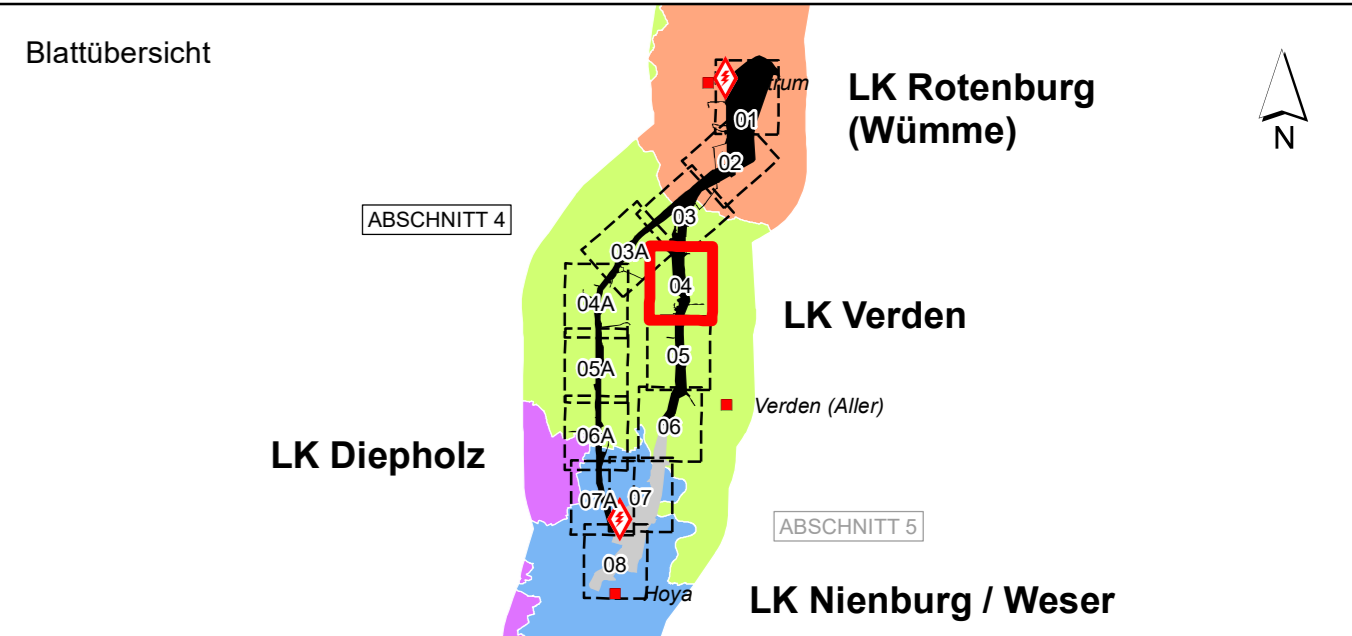 Blattübersicht
LK Rotenburg
(Wümme)
N
01
02
ABSCHNITT 4
03
03A
04
04A
LK Verden
05
05A
Verden (Aller)
06
06A
LK Diepholz
07A
07
ABSCHNITT 5
08
Hoya
LK Nienburg / Weser